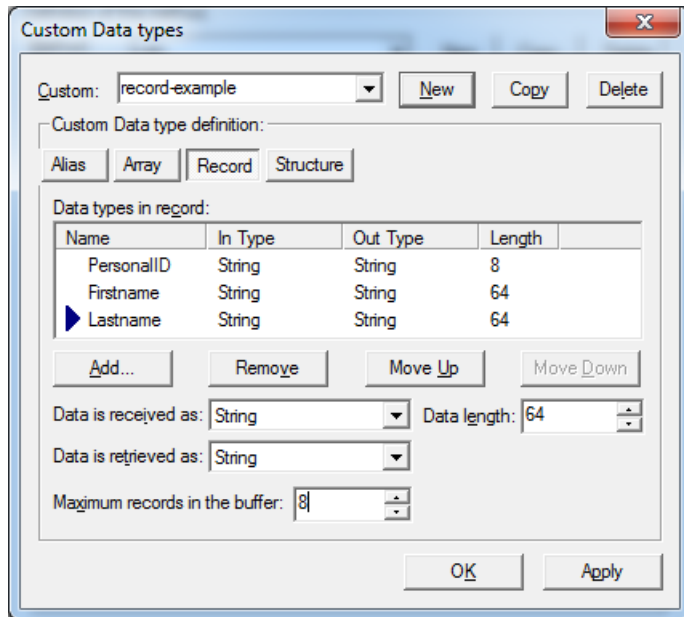 Custom Data types
Custom: record-example New Copy Delete
Custom Data type definition:
Alias Array Record Structure
Data types in record:
Name In Type Out Type Length
PersonalID String String 8
Firstname String String 64
Lastname String String 64
Add... Remove Move Up Move Down
Data is received as: String Data length: 64
Data is retrieved as: String
Maximum records in the buffer: 8
OK Apply